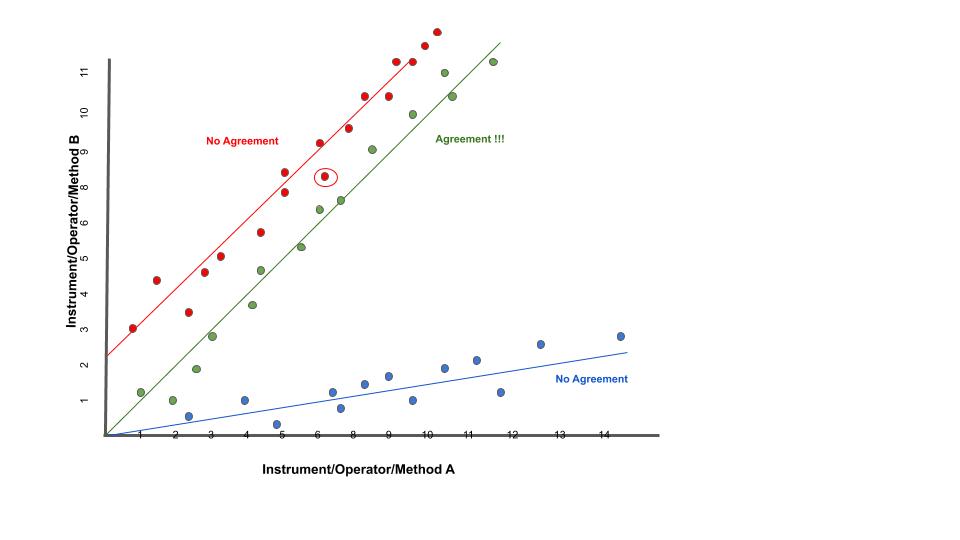 11
10
9
8
6
5
4
3
2
1
Instrument/Operator/Method B
No Agreement
Agreement !!!
No Agreement
1 2 3 4 5 6 8 9 10 11 12 13 14
Instrument/Operator/Method A